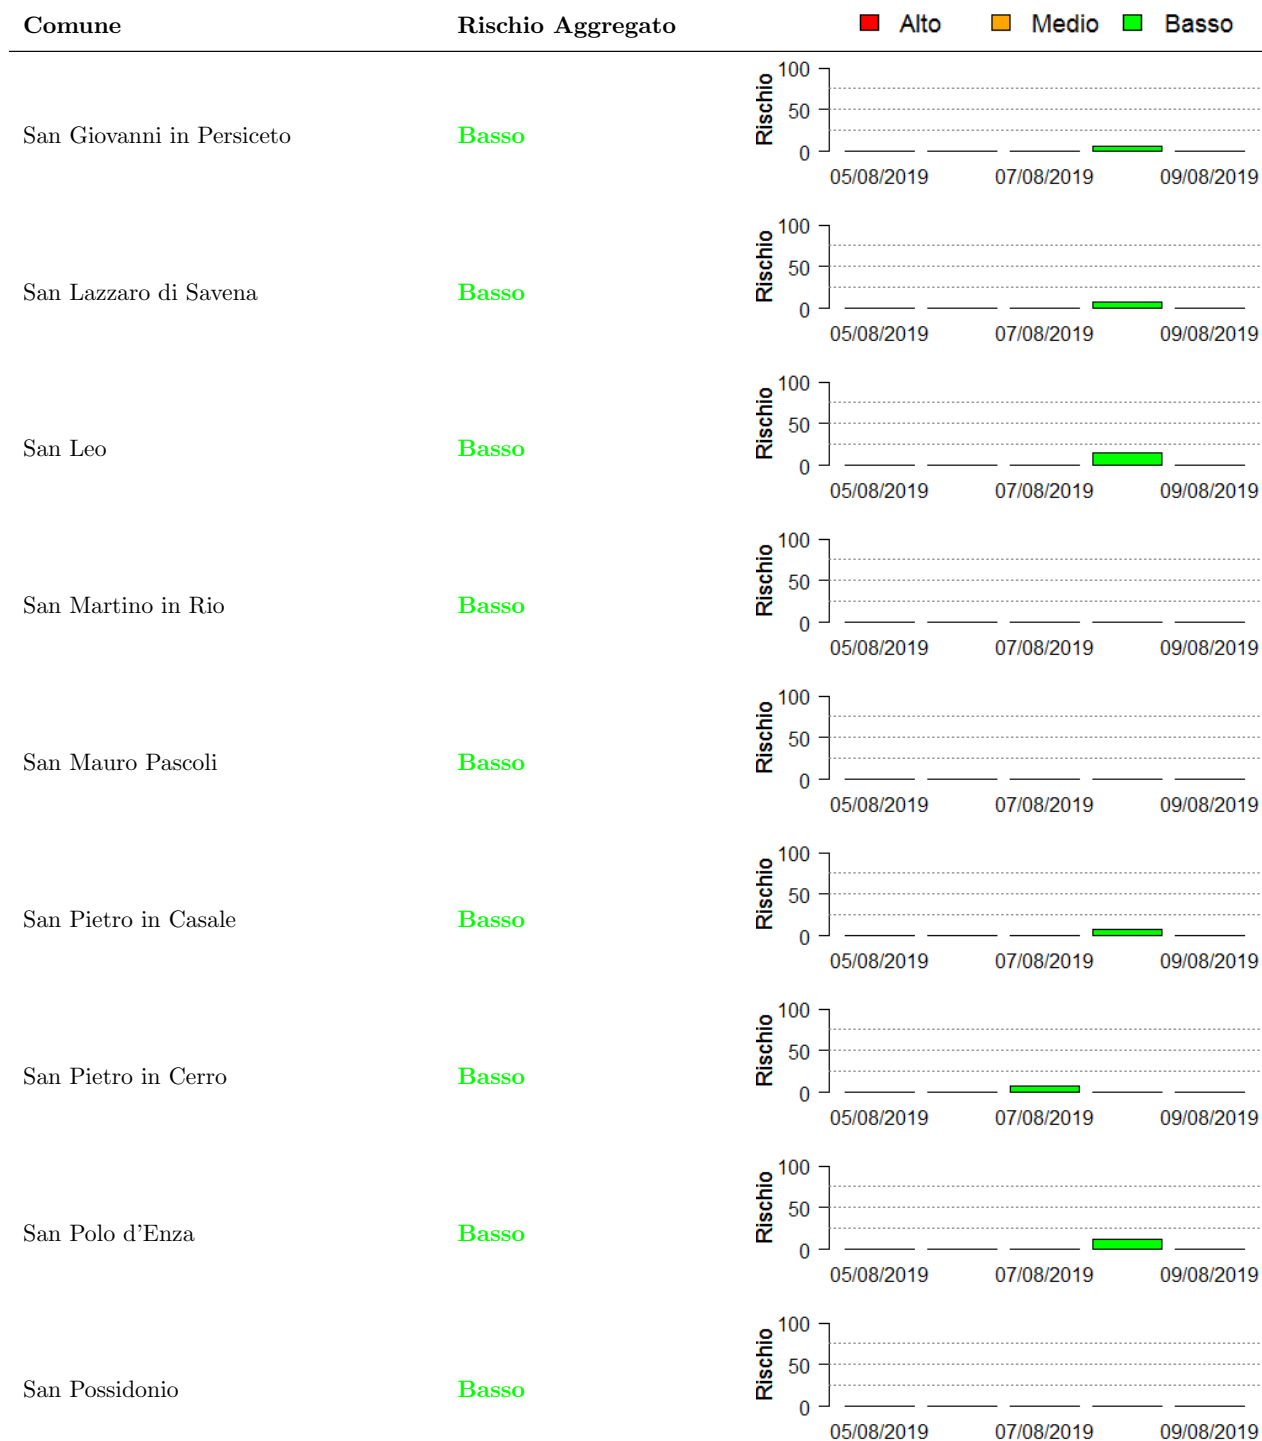 Comune Rischio Aggregato Alto Medio Basso
San Giovanni in Persiceto Basso
Rischio
100
50
0
05/08/2019 07/08/2019 09/08/2019
San Lazzaro di Savena Basso
Rischio
100
50
0
05/08/2019 07/08/2019 09/08/2019
San Leo Basso
Rischio
100
50
0
05/08/2019 07/08/2019 09/08/2019
San Martino in Rio Basso
Rischio
100
50
0
05/08/2019 07/08/2019 09/08/2019
San Mauro Pascoli Basso
Rischio
100
50
0
05/08/2019 07/08/2019 09/08/2019
San Pietro in Casale Basso
Rischio
100
50
0
05/08/2019 07/08/2019 09/08/2019
San Pietro in Cerro Basso
Rischio
100
50
0
05/08/2019 07/08/2019 09/08/2019
San Polo d'Enza Basso
Rischio
100
50
0
05/08/2019 07/08/2019 09/08/2019
San Possidonio Basso
Rischio
100
50
0
05/08/2019 07/08/2019 09/08/2019